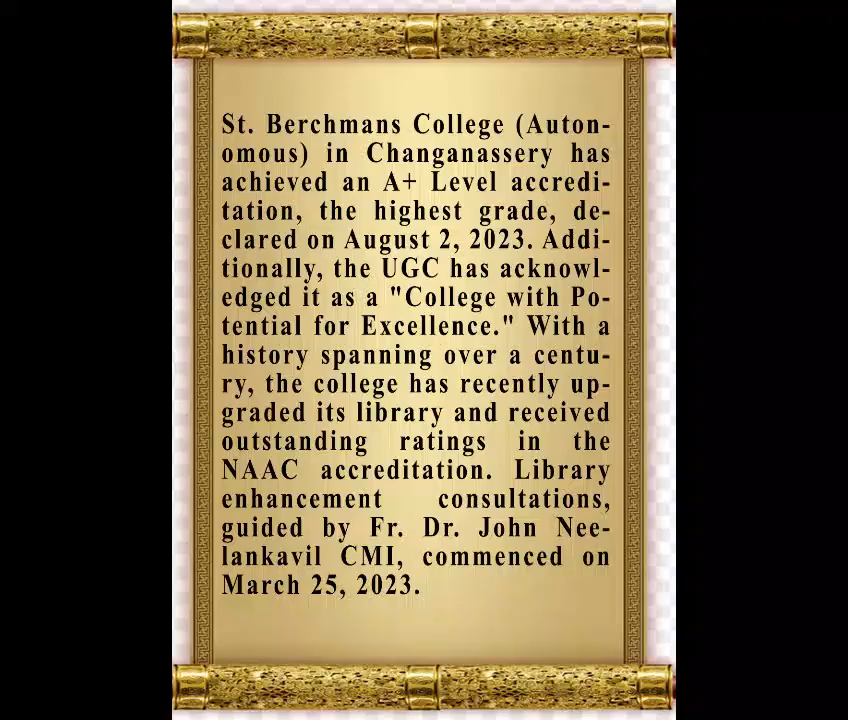 St. Berchmans College (Auton-
omous) in Changanassery has
achieved an A+ Level accredi-
tation, the highest grade, de-
clared on August 2, 2023. Addi-
tionally, the UGC has acknowl-
edged it as a "College with Po-
tential for Excellence." With a
history spanning over a centu-
ry, the college has recently up-
graded its library and received
outstanding ratings in the
NAAC accreditation. Library
enhancement consultations,
guided by Fr. Dr. John Nee-
lankavil CMI, commenced on
March 25, 2023.